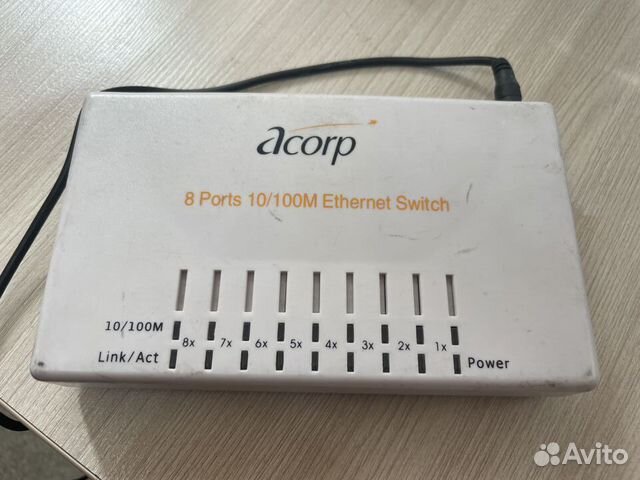 acorp
8 Ports 10/100M Ethernet Switch
10/100M
8x 7x 6x 5x 4x 3x 2x 1x
Link/Act Power
Avito